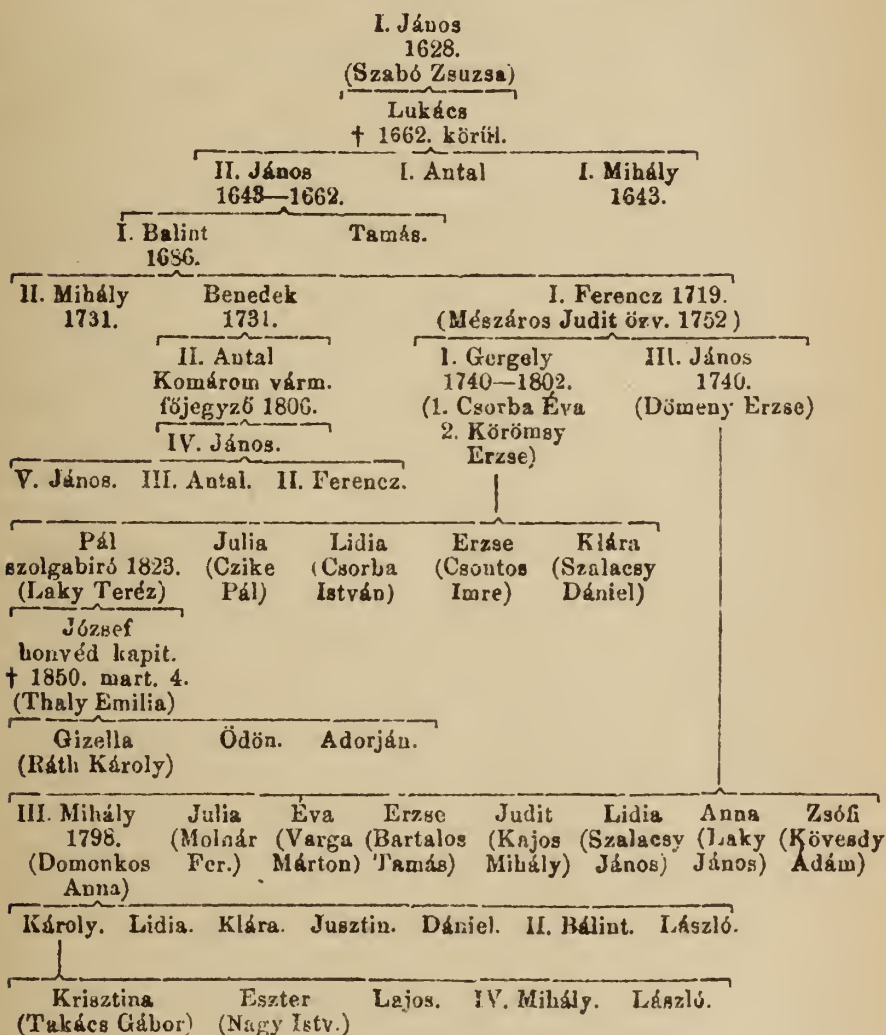 I. János
1628.
(Szabó Zsuzsa)
Lukács
† 1662. körül.
II. János I. Antal I. Mihály
1643—1662. 1643.
I. Balint Tamás.
1686.
II. Mihály Benedek I. Ferencz 1719.
1731. 1731. (Mészáros Judit özv. 1752)
II. Antal I. Gergely III. János
Komárom várm. 1740—1802. 1740.
főjegyző 1806. (1. Csorba Éva (Dömeny Erzse)
IV. János. 2. Körömsy
Erzse)
V. János. III. Antal. II. Ferencz.
Pál Julia Lidia Erzse Klára
szolgabiró 1823. (Czike (Csorba (Csontos (Szalacsy
(Laky Teréz) Pál) István) Imre) Dániel)
József
honvéd kapit.
† 1850. mart. 4.
(Thaly Emilia)
Gizella Ödön. Adorján.
(Ráth Károly)
III. Mihály Julia Éva Erzse Judit Lidia Anna Zsófi
1798. (Molnár (Varga (Bartalos (Kajos (Szalacsy (Laky (Kövesdy
(Domonkos Fer.) Márton) Tamás) Mihály) János) János) Ádám)
Anna)
Károly. Lidia. Klára. Jusztin. Dániel. II. Bálint. László.
Krisztina Eszter Lajos. IV. Mihály. László.
(Takács Gábor) (Nagy Istv.)